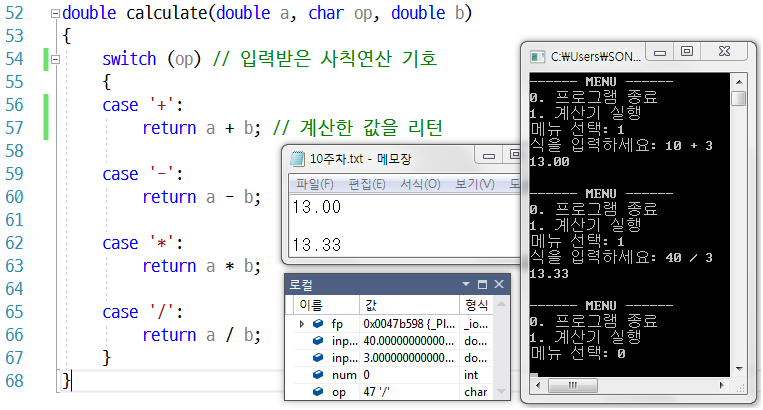 52 double calculate(double a, char op, double b)
53 {
54 switch (op) // 입력받은 사칙연산 기호
55 {
56 case '+':
57 return a + b; // 계산한 값을 리턴
58
59 case '-':
60 return a - b;
61
62 case '*':
63 return a * b;
64
65 case '/':
66 return a / b;
67 }
68 }
10주차.txt - 메모장
파일(F) 편집(E) 서식(O) 보기(V)
13.00
13.33
로컬
이름 값 형식
fp 0x0047b598 {_Pl... _io...
inp... 40.00000000000... do...
inp... 3.000000000000... do...
num 0 int
op 47 '/' char
C:₩Users₩SON...
------ MENU ------
0. 프로그램 종료
1. 계산기 실행
메뉴 선택: 1
식을 입력하세요: 10 + 3
13.00
------ MENU ------
0. 프로그램 종료
1. 계산기 실행
메뉴 선택: 1
식을 입력하세요: 40 / 3
13.33
------ MENU ------
0. 프로그램 종료
1. 계산기 실행
메뉴 선택: 0